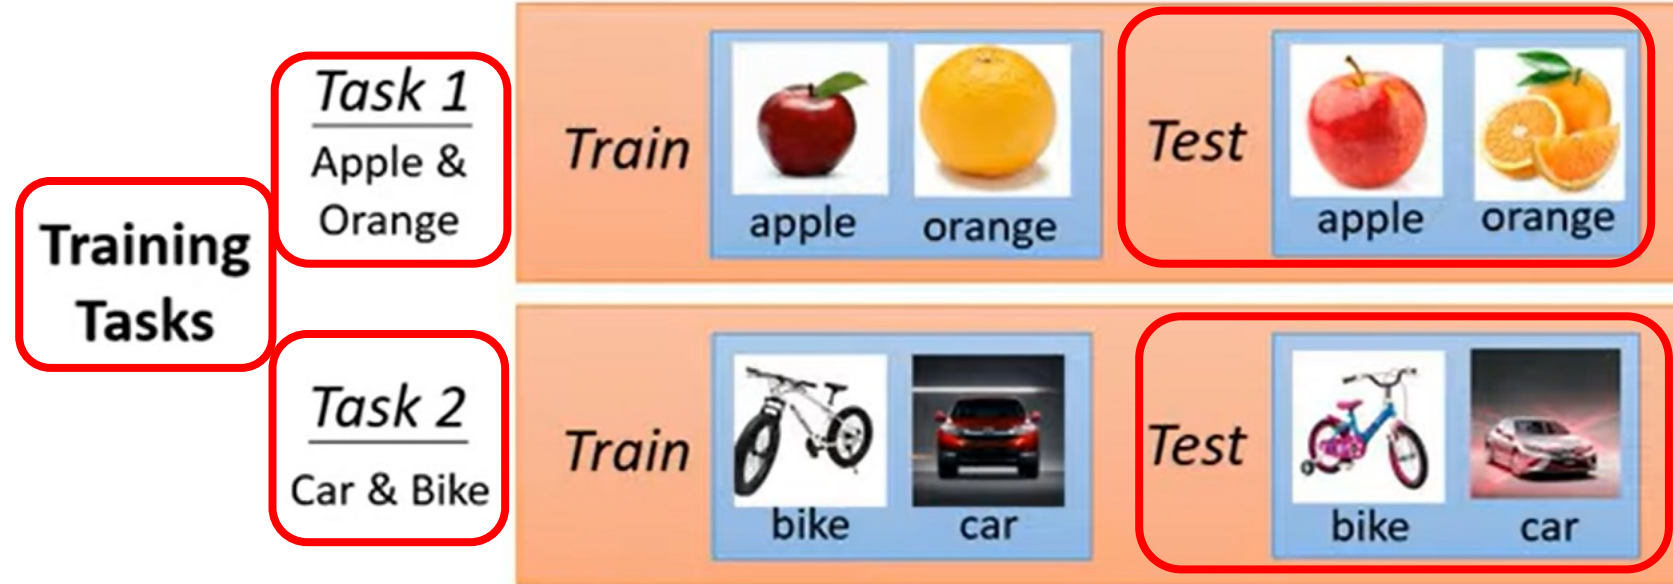 Training
Tasks
Task 1
Apple &
Orange
Train
apple orange
Test
apple orange
Task 2
Car & Bike
Train
bike car
Test
bike car